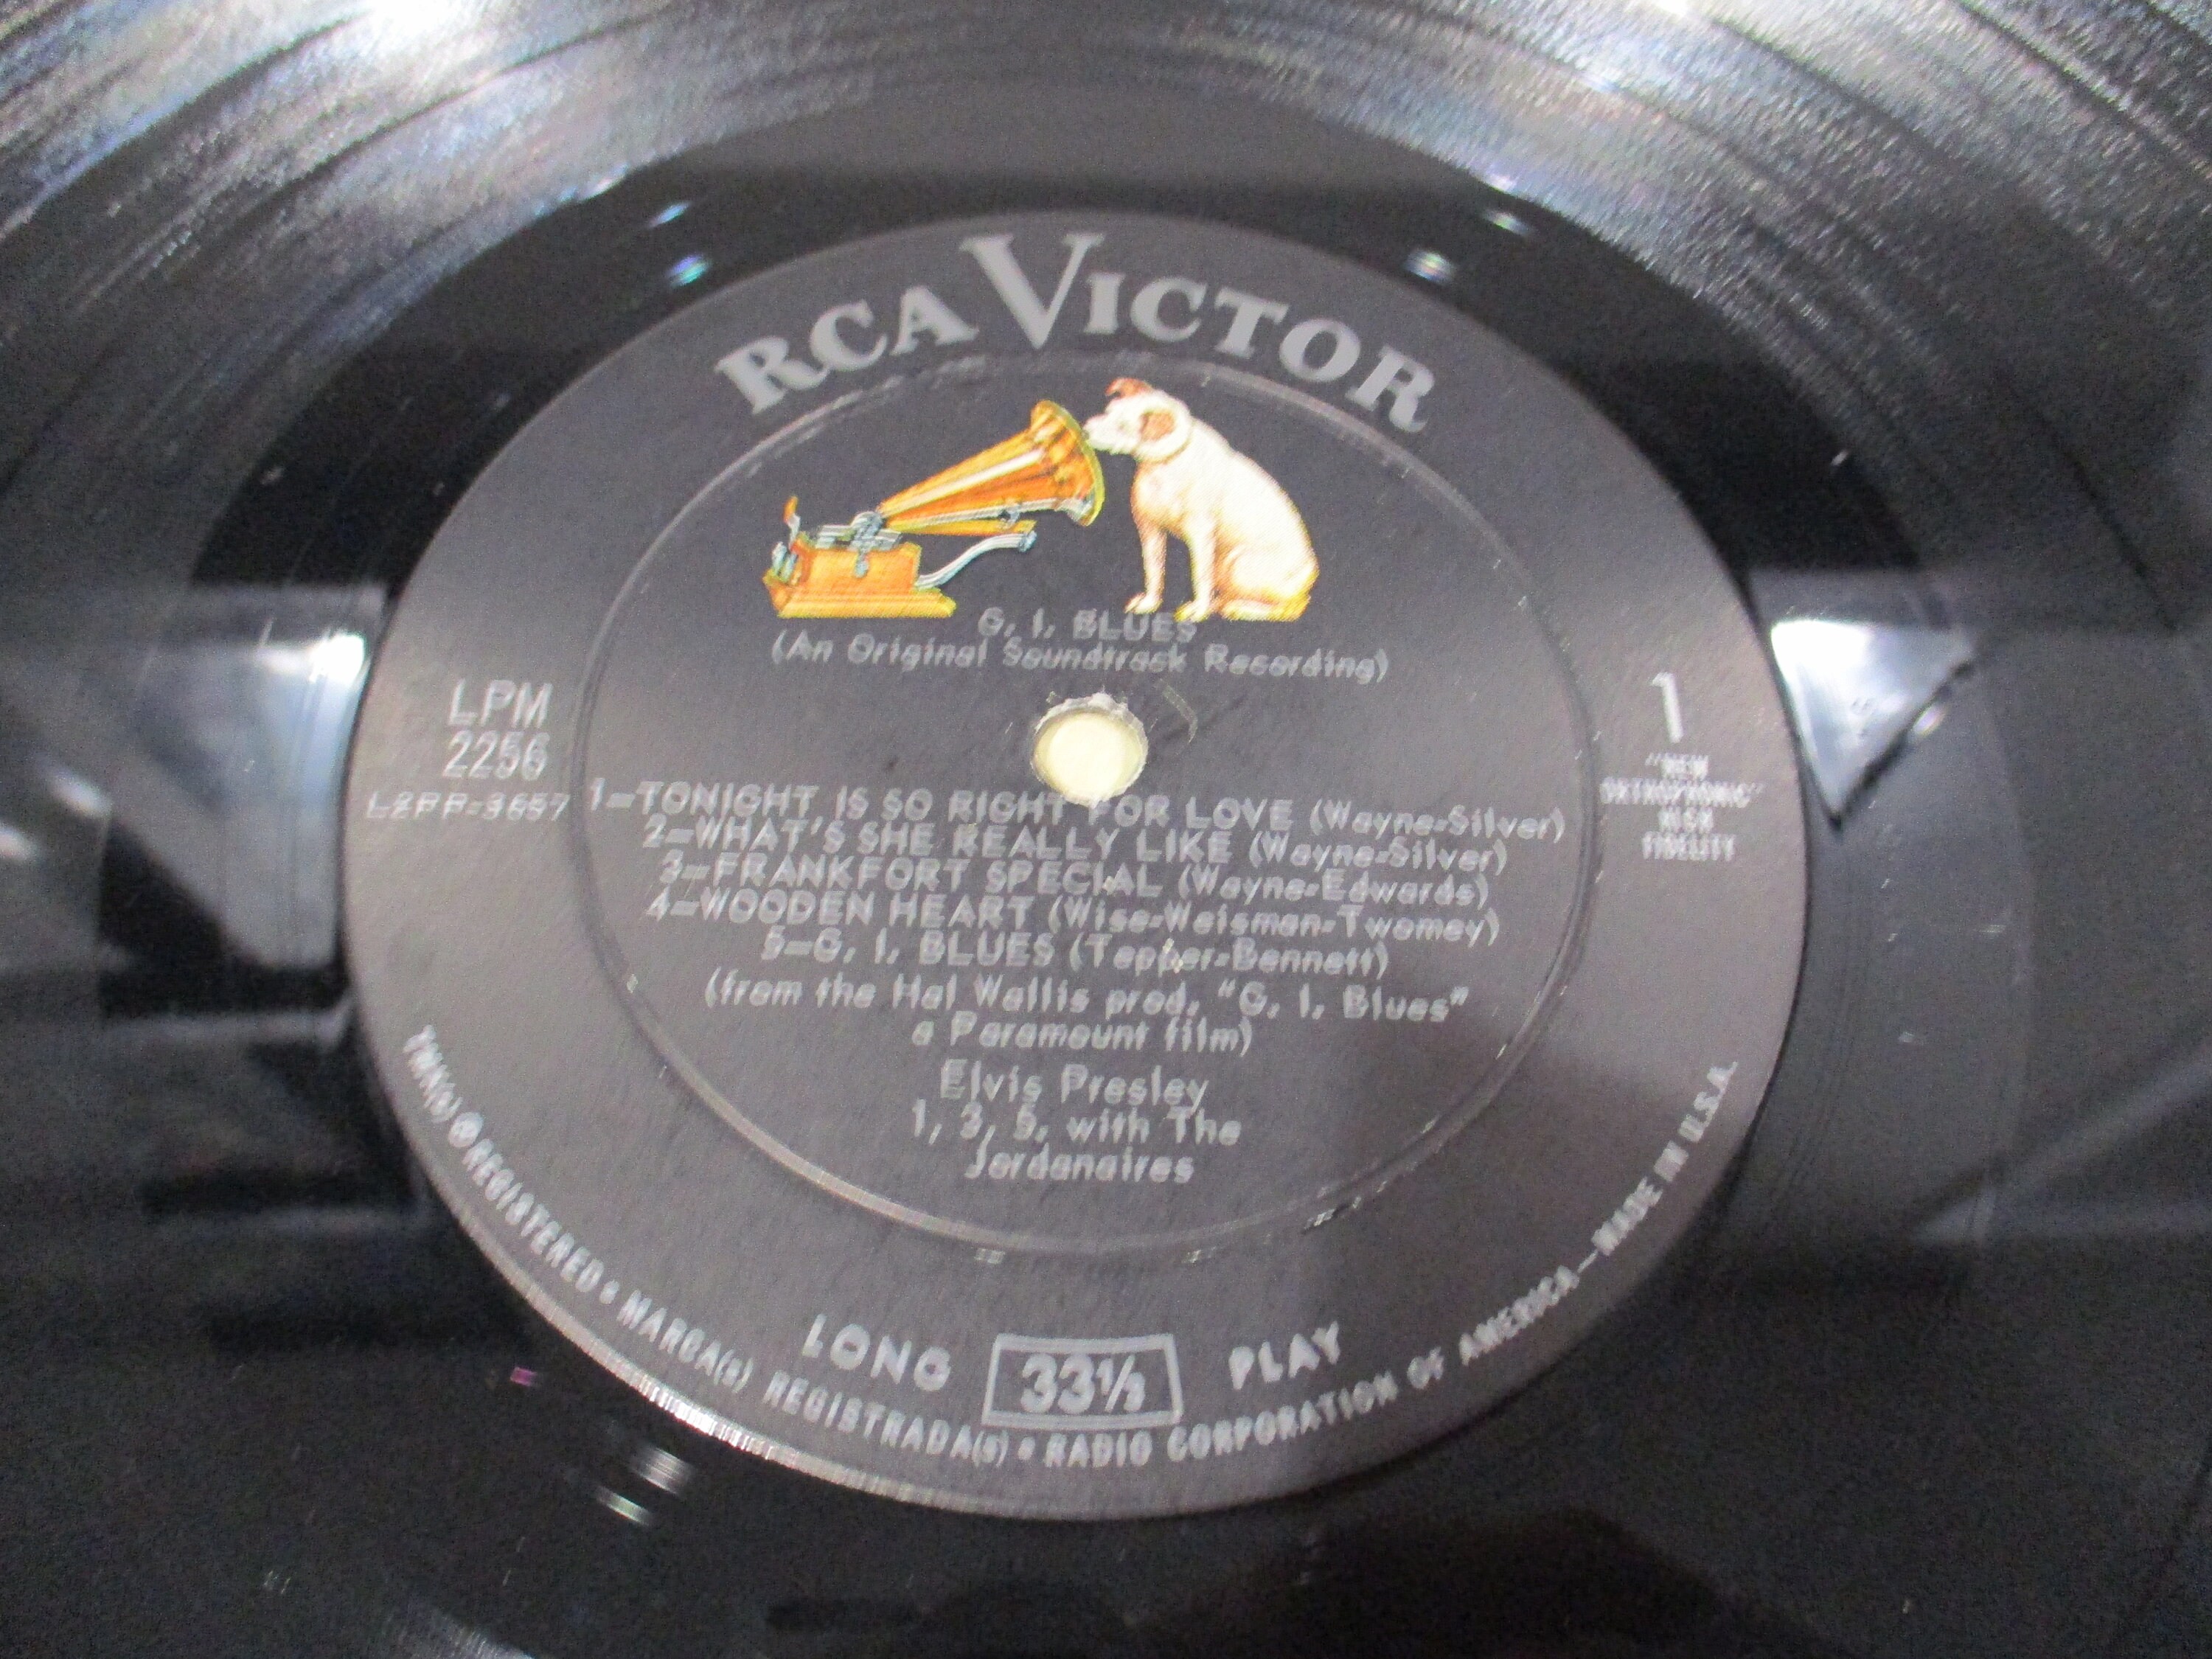 RCA VICTOR
G. I. BLUES
(An Original Soundtrack Recording)
LPM
2256
L2PP-3657
1
"NEW
ORTHOPHONIC"
HIGH
FIDELITY
1-TONIGHT IS SO RIGHT FOR LOVE (Wayne-Silver)
2-WHAT'S SHE REALLY LIKE (Wayne-Silver)
3-FRANKFORT SPECIAL (Wayne-Edwards)
4-WOODEN HEART (Wise-Weisman-Twomey)
5-G. I. BLUES (Tepper-Bennett)
(from the Hal Wallis prod. "G. I. Blues"
a Paramount film)
Elvis Presley
1, 3, 5, with The
Jordanaires
LONG 33⅓ PLAY
TMK(s) ® REGISTERED • MARCA(s) REGISTRADA(s) • RADIO CORPORATION OF AMERICA—MADE IN U.S.A.